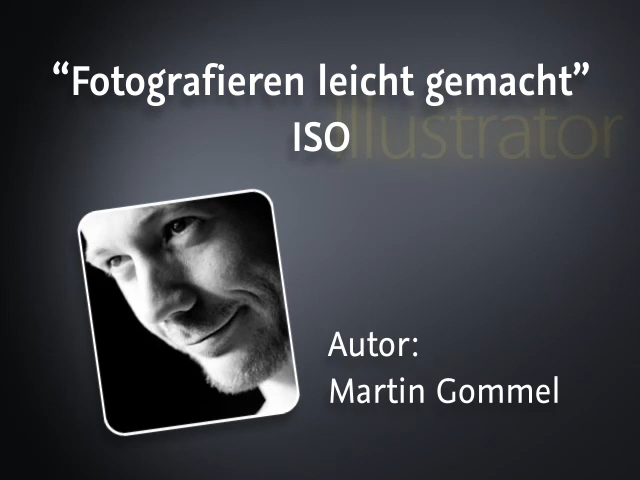 “Fotografieren leicht gemacht”
ISO
Illustrator
Autor:
Martin Gommel